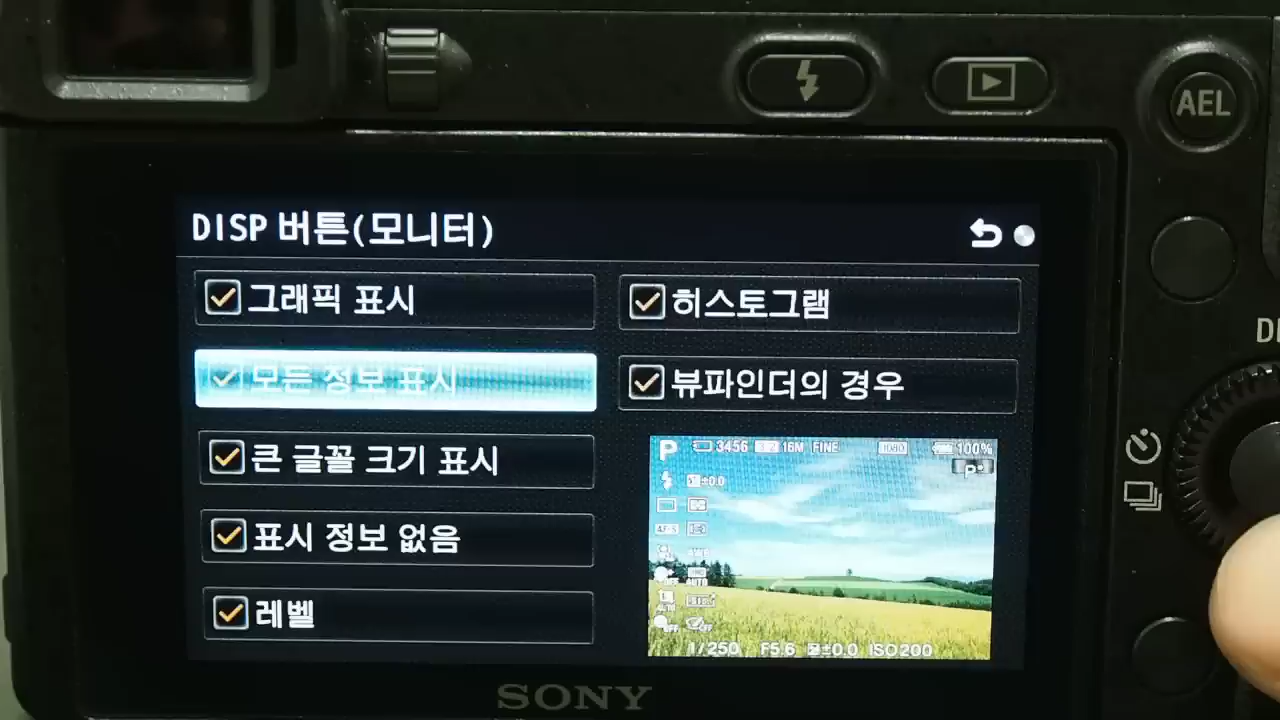 AEL
DISP 버튼(모니터)
그래픽 표시
히스토그램
모든 정보 표시
뷰파인더의 경우
큰 글꼴 크기 표시
표시 정보 없음
레벨
P 3456 16M FINE 100%
P*
±0.0
1/250 F5.6 ±0.0 ISO200
DI
SONY